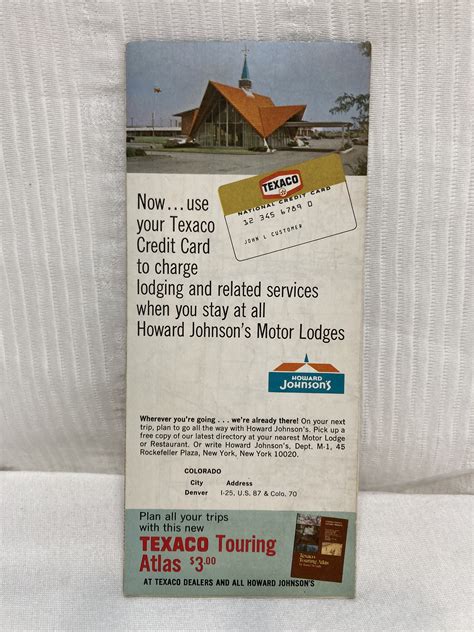 TEXACO
NATIONAL CREDIT CARD
12 345 6789 0
JOHN L CUSTOMER
Now...use
your Texaco
Credit Card
to charge
lodging and related services
when you stay at all
Howard Johnson's Motor Lodges
HOWARD
JOHNSON'S
Wherever you're going . . . we're already there! On your next
trip, plan to go all the way with Howard Johnson's. Pick up a
free copy of our latest directory at your nearest Motor Lodge
or Restaurant. Or write Howard Johnson's, Dept. M-1, 45
Rockefeller Plaza, New York, New York 10020.
COLORADO
City Address
Denver I-25, U.S. 87 & Colo. 70
Plan all your trips
with this new
TEXACO Touring
Atlas $3.00
Texaco
Touring Atlas
AT TEXACO DEALERS AND ALL HOWARD JOHNSON'S